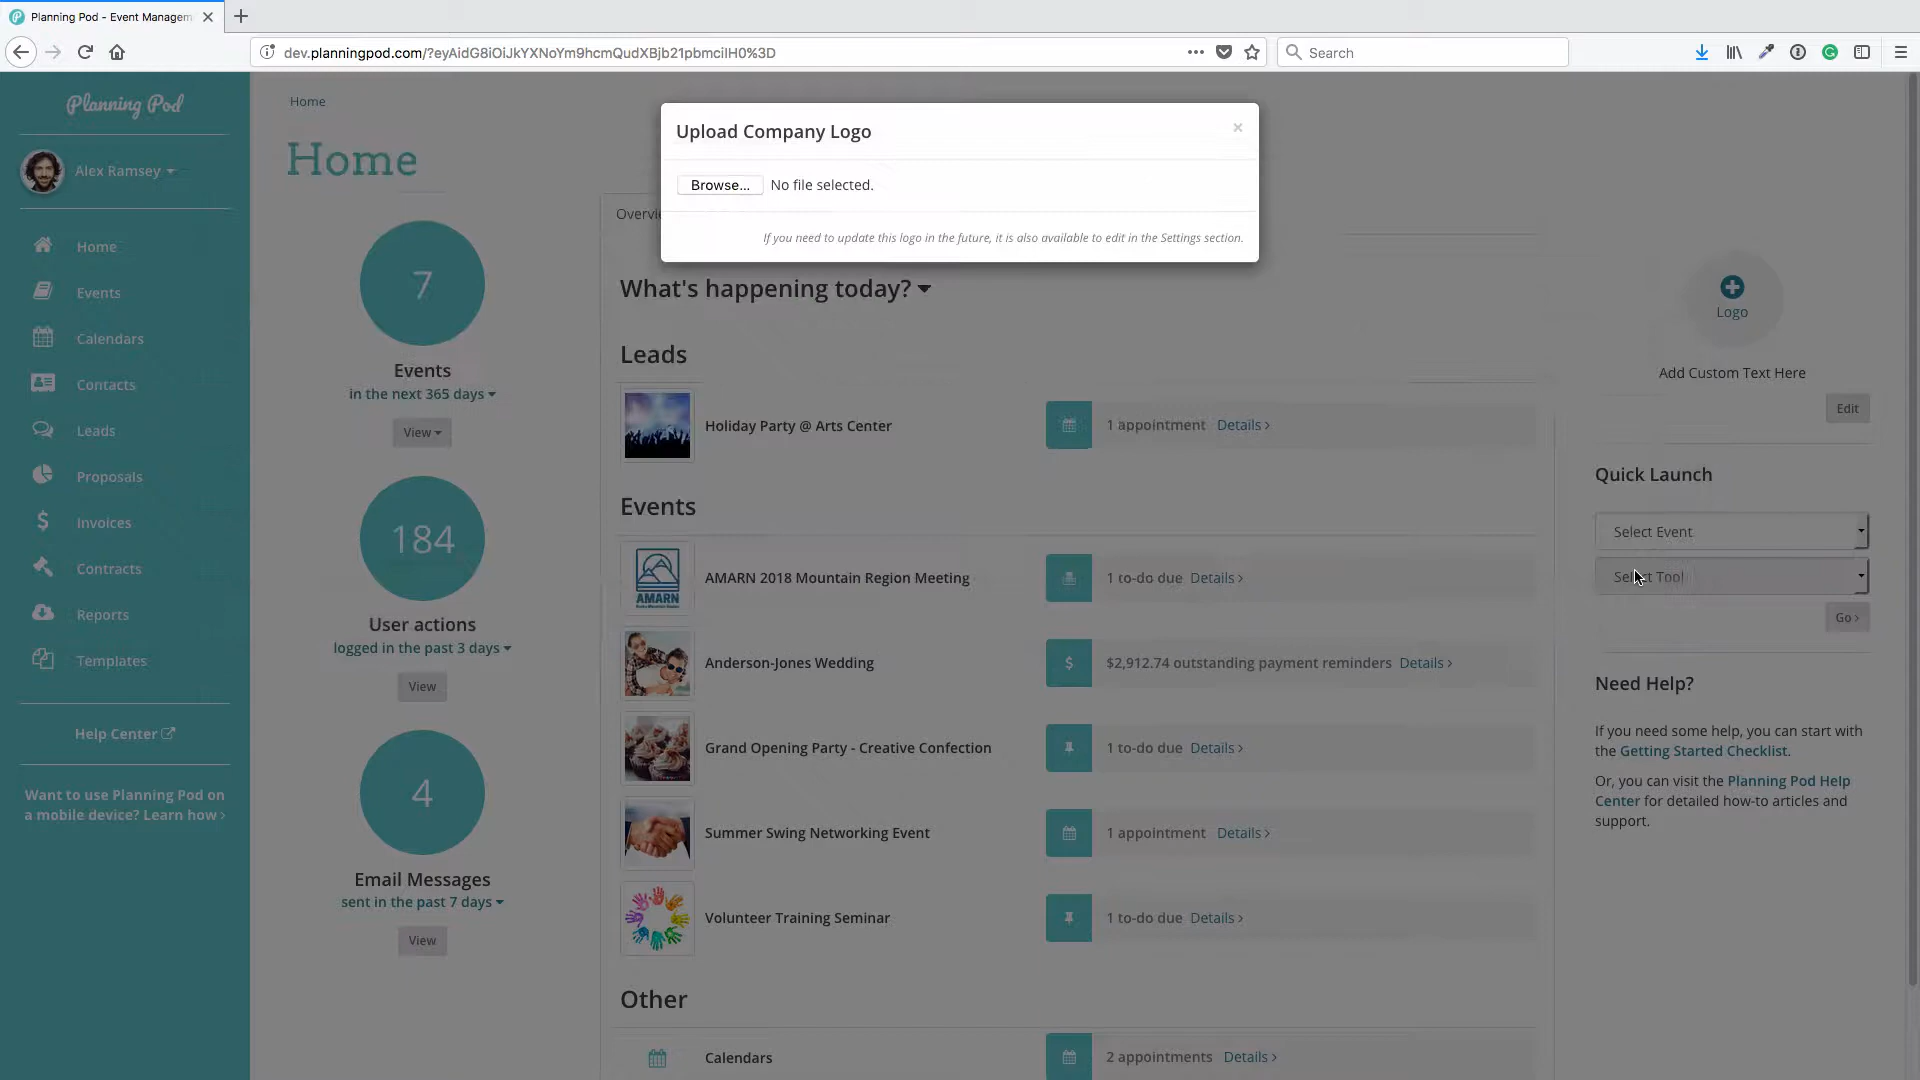 Planning Pod - Event Managem
dev.planningpod.com/?eyAidG8iOiJkYXNoYm9hcmQudXBjb21pbmciIH0%3D
Search
Planning Pod
Alex Ramsey
Home
Events
Calendars
Contacts
Leads
Proposals
Invoices
Contracts
Reports
Templates
Help Center
Want to use Planning Pod on
a mobile device? Learn how ›
Home
Home
7
Events
in the next 365 days
View
184
User actions
logged in the past 3 days
View
4
Email Messages
sent in the past 7 days
View
Upload Company Logo
×
Browse... No file selected.
If you need to update this logo in the future, it is also available to edit in the Settings section.
Overvi
What's happening today?
Leads
Holiday Party @ Arts Center
1 appointment Details ›
Events
AMARN
AMARN 2018 Mountain Region Meeting
1 to-do due Details ›
Anderson-Jones Wedding
$ $2,912.74 outstanding payment reminders Details ›
Grand Opening Party - Creative Confection
1 to-do due Details ›
Summer Swing Networking Event
1 appointment Details ›
Volunteer Training Seminar
1 to-do due Details ›
Other
Calendars
2 appointments Details ›
Logo
Add Custom Text Here
Edit
Quick Launch
Select Event
Select Tool
Go ›
Need Help?
If you need some help, you can start with
the Getting Started Checklist.
Or, you can visit the Planning Pod Help
Center for detailed how-to articles and
support.